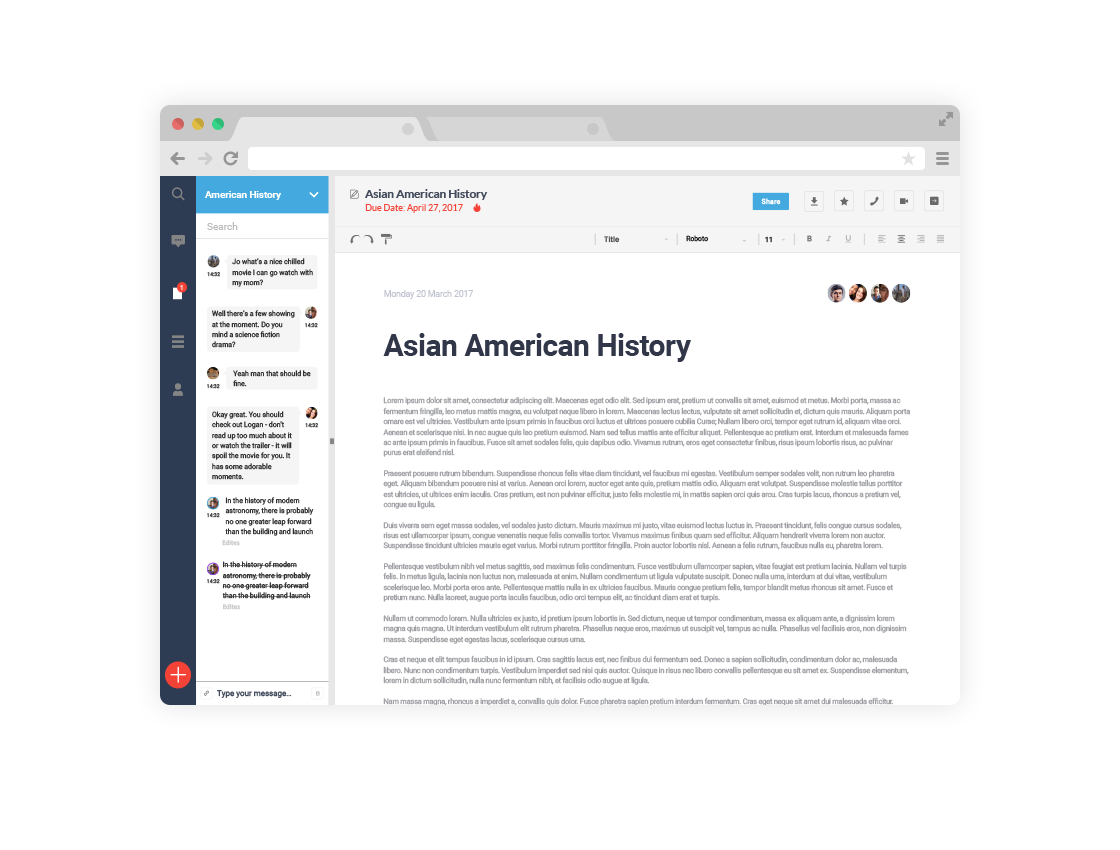 American History
Search
Jo what's a nice chilled
movie I can go watch with
my mom?
14:32
Well there's a few showing
at the moment. Do you
mind a science fiction
drama?
14:32
Yeah man that should be
fine.
14:32
Okay great. You should
check out Logan - don't
read up too much about it
or watch the trailer - it will
spoil the movie for you. It
has some adorable
moments.
14:32
In the history of modern
astronomy, there is probably
no one greater leap forward
than the building and launch
14:32
Edites
In the history of modern
astronomy, there is probably
no one greater leap forward
than the building and launch
14:32
Edites
Type your message...
1
Asian American History
Due Date: April 27, 2017
Share
Title
Roboto
11
B
I
U
Monday 20 March 2017
Asian American History
Lorem ipsum dolor sit amet, consectetur adipiscing elit. Maecenas eget odio elit. Sed ipsum erat, pretium ut convallis sit amet, euismod et metus. Morbi porta, massa ac
fermentum fringilla, leo metus mattis magna, eu volutpat neque libero in lorem. Maecenas lectus lectus, vulputate sit amet sollicitudin et, dictum quis mauris. Aliquam porta
ornare est vel ultricies. Vestibulum ante ipsum primis in faucibus orci luctus et ultrices posuere cubilia Curae; Nullam libero orci, tempor eget rutrum id, aliquam vitae orci.
Aenean et scelerisque nisi. In nec augue quis leo pretium euismod. Nam sed tellus mattis ante efficitur aliquet. Pellentesque ac pretium erat. Interdum et malesuada fames
ac ante ipsum primis in faucibus. Fusce sit amet sodales felis, quis dapibus odio. Vivamus rutrum, eros eget consectetur finibus, risus ipsum lobortis risus, ac pulvinar
purus erat eleifend nisl.
Praesent posuere rutrum bibendum. Suspendisse rhoncus felis vitae diam tincidunt, vel faucibus mi egestas. Vestibulum semper sodales velit, non rutrum leo pharetra
eget. Aliquam bibendum posuere nisi et varius. Aenean orci lorem, auctor eget ante quis, pretium mattis odio. Aliquam erat volutpat. Suspendisse molestie tellus porttitor
est ultricies, ut ultrices enim iaculis. Cras pretium, est non pulvinar efficitur, justo felis molestie mi, in mattis sapien orci quis arcu. Cras turpis lacus, rhoncus a pretium vel,
congue eu ligula.
Duis viverra sem eget massa sodales, vel sodales justo dictum. Mauris maximus mi justo, vitae euismod lectus luctus in. Praesent tincidunt, felis congue cursus sodales,
risus est ullamcorper ipsum, congue venenatis neque felis convallis tortor. Vivamus maximus finibus quam sed efficitur. Aliquam hendrerit viverra lorem non auctor.
Suspendisse tincidunt ultricies mauris eget varius. Morbi rutrum porttitor fringilla. Proin auctor lobortis nisl. Aenean a felis rutrum, faucibus nulla eu, pharetra lorem.
Pellentesque vestibulum nibh vel metus sagittis, sed maximus felis condimentum. Fusce vestibulum ullamcorper sapien, vitae feugiat est pretium lacinia. Nullam vel turpis
felis. In metus ligula, lacinia non luctus non, malesuada at enim. Nullam condimentum ut ligula vulputate suscipit. Donec nulla urna, interdum at dui vitae, vestibulum
scelerisque leo. Morbi porta eros ante. Pellentesque mattis nulla in ex ultricies faucibus. Mauris congue pretium felis, tempor blandit metus rhoncus sit amet. Fusce et
pretium nunc. Nulla laoreet, augue porta iaculis faucibus, odio orci tempus elit, ac tincidunt diam erat et turpis.
Nullam ut commodo lorem. Nulla ultricies ex justo, id pretium ipsum lobortis in. Sed dictum, neque ut tempor condimentum, massa ex aliquam ante, a dignissim lorem
magna quis magna. Ut interdum vestibulum elit rutrum pharetra. Phasellus neque eros, maximus ut suscipit vel, tempus ac nulla. Phasellus vel facilisis eros, non dignissim
massa. Suspendisse eget egestas lacus, scelerisque cursus urna.
Cras et neque et elit tempus faucibus in id ipsum. Cras sagittis lacus est, nec finibus dui fermentum sed. Donec a sapien sollicitudin, condimentum dolor ac, malesuada
libero. Nunc non condimentum turpis. Vestibulum imperdiet sed nisi quis auctor. Quisque in risus nec libero convallis pellentesque eu sit amet ex. Suspendisse elementum,
lorem in dictum sollicitudin, nulla nunc fermentum nibh, et facilisis odio augue at ligula.
Nam massa magna, rhoncus a imperdiet a, convallis quis dolor. Fusce pharetra sapien pretium interdum fermentum. Cras eget neque sit amet dui malesuada efficitur.